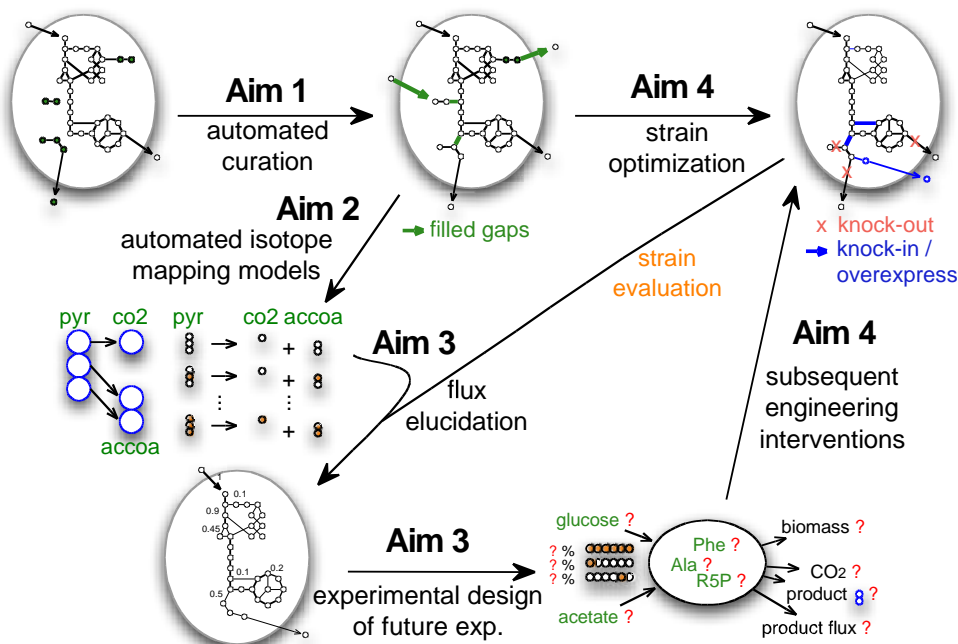 Aim 1
automated
curation
Aim 4
strain
optimization
Aim 2
automated isotope
mapping models
filled gaps
x knock-out
knock-in /
overexpress
strain
evaluation
pyr co2 pyr co2 accoa
+
+
⋮ ⋮
+
accoa
Aim 3
flux
elucidation
Aim 4
subsequent
engineering
interventions
1
0.1
0.9
0.45
0.1
0.2
0.5
Aim 3
experimental design
of future exp.
glucose ?
? %
? %
? %
acetate ?
Phe ?
Ala ?
R5P ?
biomass ?
CO2 ?
product ?
product flux ?